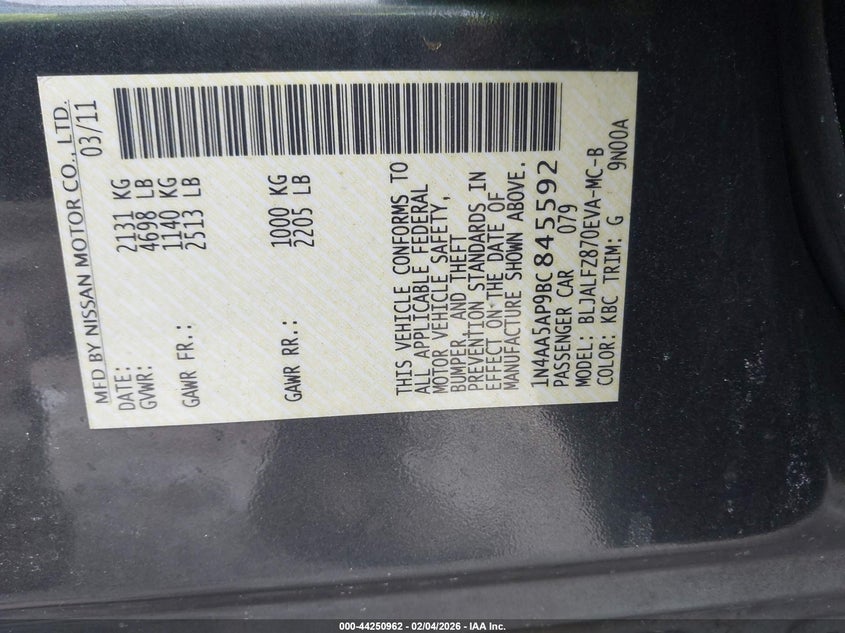 MFD BY NISSAN MOTOR CO., LTD.
DATE: 03/11
GVWR: 2131 KG
4698 LB
GAWR FR.: 1140 KG
2513 LB
GAWR RR.: 1000 KG
2205 LB
THIS VEHICLE CONFORMS TO
ALL APPLICABLE FEDERAL
MOTOR VEHICLE SAFETY,
BUMPER, AND THEFT
PREVENTION STANDARDS IN
EFFECT ON THE DATE OF
MANUFACTURE SHOWN ABOVE.
1N4AA5AP9BC845592
PASSENGER CAR 079
MODEL: BLJALFZ870EVA-MC-B
COLOR: KBC TRIM: G 9N00A
000-44250962 - 02/04/2026 - IAA Inc.